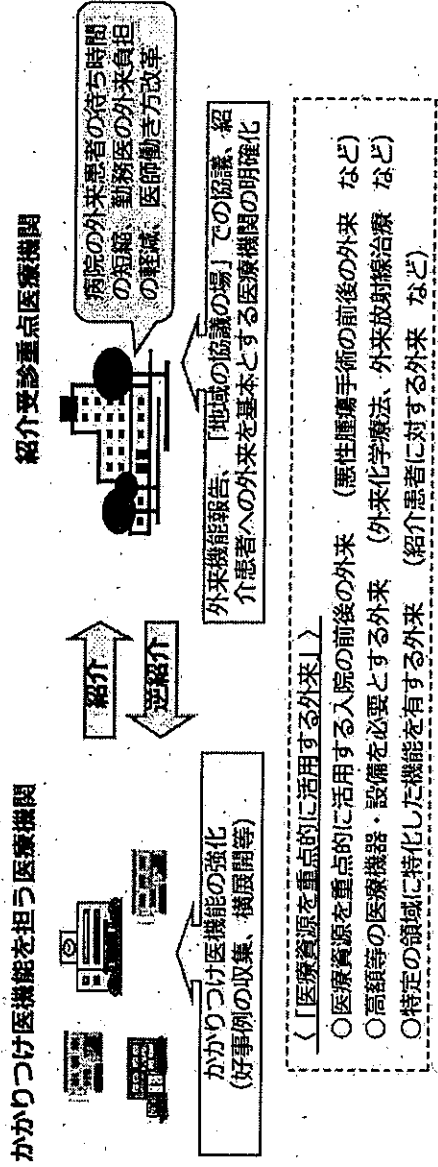 かかりつけ医機能を担う医療機関
紹介受診重点医療機関
紹介
逆紹介
病院の外来患者の待ち時間
の短縮、勤務医の外来負担
の軽減、医師働き方改革
かかりつけ医機能の強化
(好事例の収集、横展開等)
外来機能報告、「地域の協議の場」での協議、紹
介患者への外来を基本とする医療機関の明確化
〈「医療資源を重点的に活用する外来」〉
○医療資源を重点的に活用する入院の前後の外来 (悪性腫瘍手術の前後の外来 など)
○高額等の医療機器・設備を必要とする外来 (外来化学療法、外来放射線治療 など)
○特定の領域に特化した機能を有する外来 (紹介患者に対する外来 など)